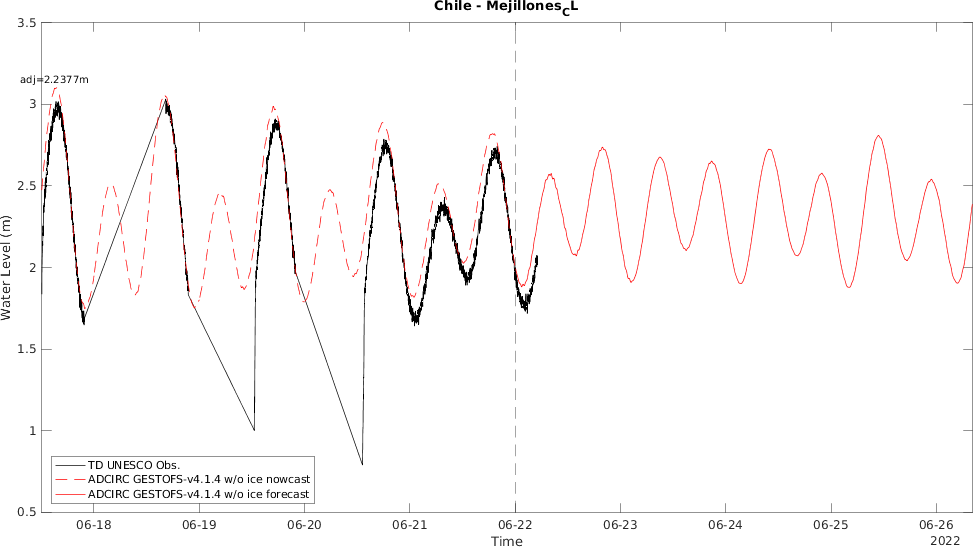 Chile - Mejillones_CL
adj=2.2377m
3.5
3
2.5
2
1.5
1
0.5
Water Level (m)
TD UNESCO Obs.
ADCIRC GESTOFS-v4.1.4 w/o ice nowcast
ADCIRC GESTOFS-v4.1.4 w/o ice forecast
06-18 06-19 06-20 06-21 06-22 06-23 06-24 06-25 06-26
Time
2022